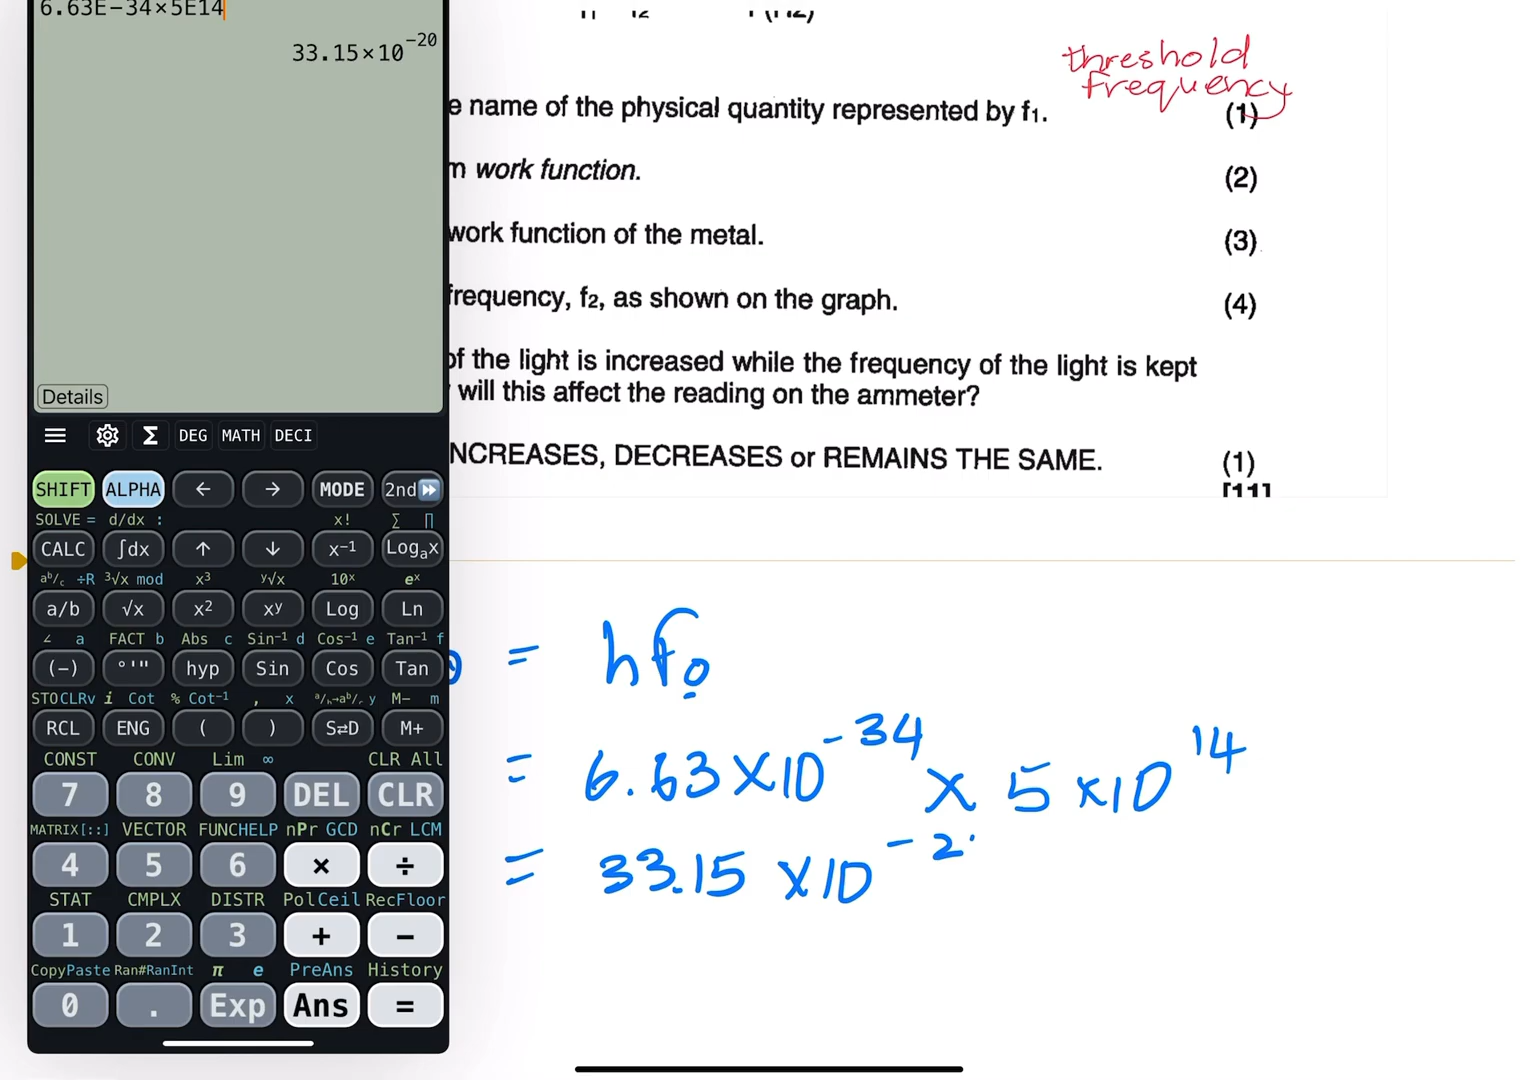 6.63E−34×5E14
33.15×10⁻²⁰
Details
DEG MATH DECI
SHIFT ALPHA ← → MODE 2nd
SOLVE = d/dx : x! ∑ ∏
CALC ∫dx ↑ ↓ x⁻¹ Logₐx
aᵇ/c ÷R ³√x mod x³ ʸ√x 10ˣ eˣ
a/b √x x² xʸ Log Ln
∠ a FACT b Abs c Sin⁻¹ d Cos⁻¹ e Tan⁻¹ f
(−) °'" hyp Sin Cos Tan
STO CLRv i Cot % Cot⁻¹ , x y M− m
RCL ENG ( ) S⇄D M+
CONST CONV Lim ∞ CLR All
7 8 9 DEL CLR
MATRIX[::] VECTOR FUNC HELP nPr GCD nCr LCM
4 5 6 × ÷
STAT CMPLX DISTR Pol Ceil Rec Floor
1 2 3 + −
Copy Paste Ran# RanInt π e PreAns History
0 . Exp Ans =
threshold
frequency
e name of the physical quantity represented by f₁. (1)
work function. (2)
work function of the metal. (3)
frequency, f₂, as shown on the graph. (4)
of the light is increased while the frequency of the light is kept
will this affect the reading on the ammeter?
NCREASES, DECREASES or REMAINS THE SAME. (1)
[11]
= hf₀
= 6.63 × 10⁻³⁴ × 5 × 10¹⁴
= 33.15 × 10⁻²